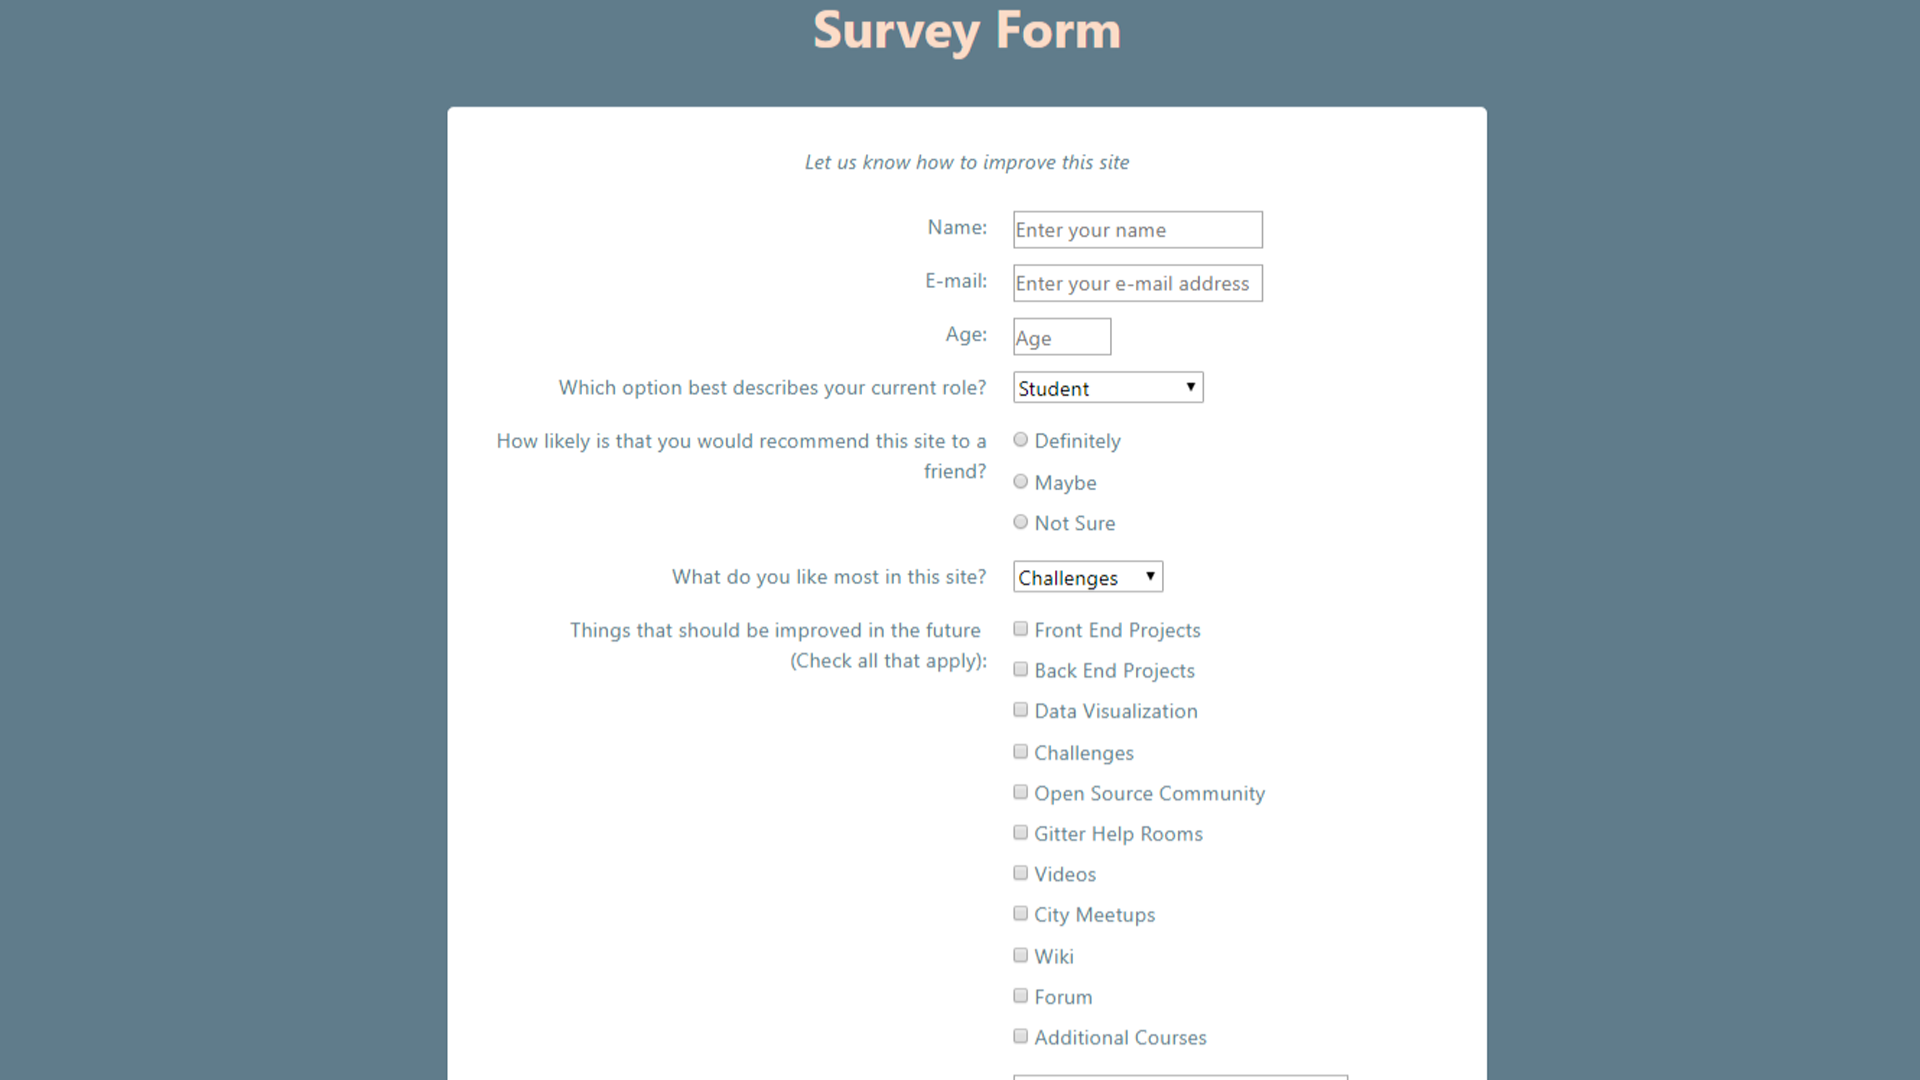 Survey Form
Let us know how to improve this site
Name:
Enter your name
E-mail:
Enter your e-mail address
Age:
Age
Which option best describes your current role?
Student
How likely is that you would recommend this site to a
friend?
Definitely
Maybe
Not Sure
What do you like most in this site?
Challenges
Things that should be improved in the future
(Check all that apply):
Front End Projects
Back End Projects
Data Visualization
Challenges
Open Source Community
Gitter Help Rooms
Videos
City Meetups
Wiki
Forum
Additional Courses